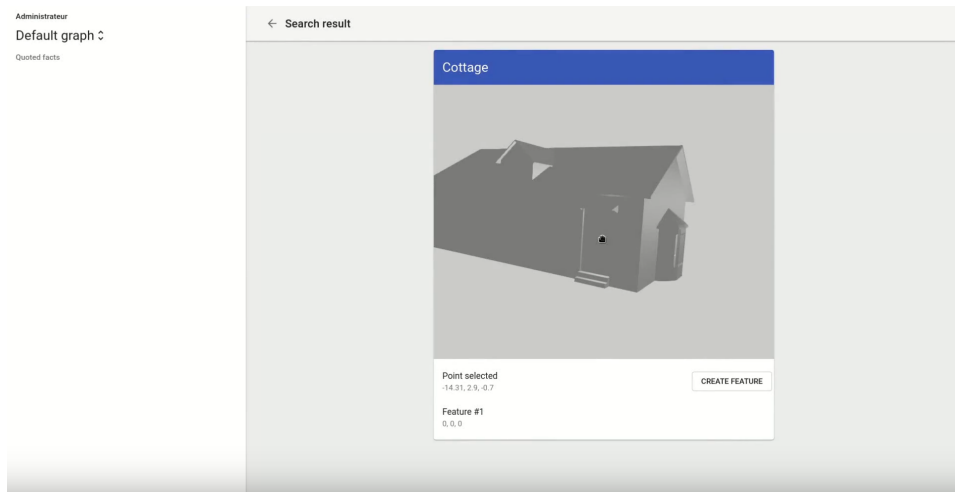 Administrateur
Default graph
Quoted facts
Search result
Cottage
Point selected
-14.31, 2.9, -0.7
CREATE FEATURE
Feature #1
0, 0, 0